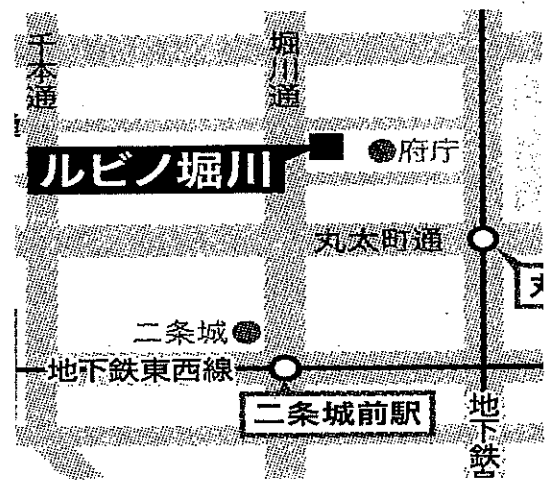 千本通
堀川通
ルビノ堀川
府庁
丸太町通
二条城
地下鉄東西線
二条城前駅
地下鉄